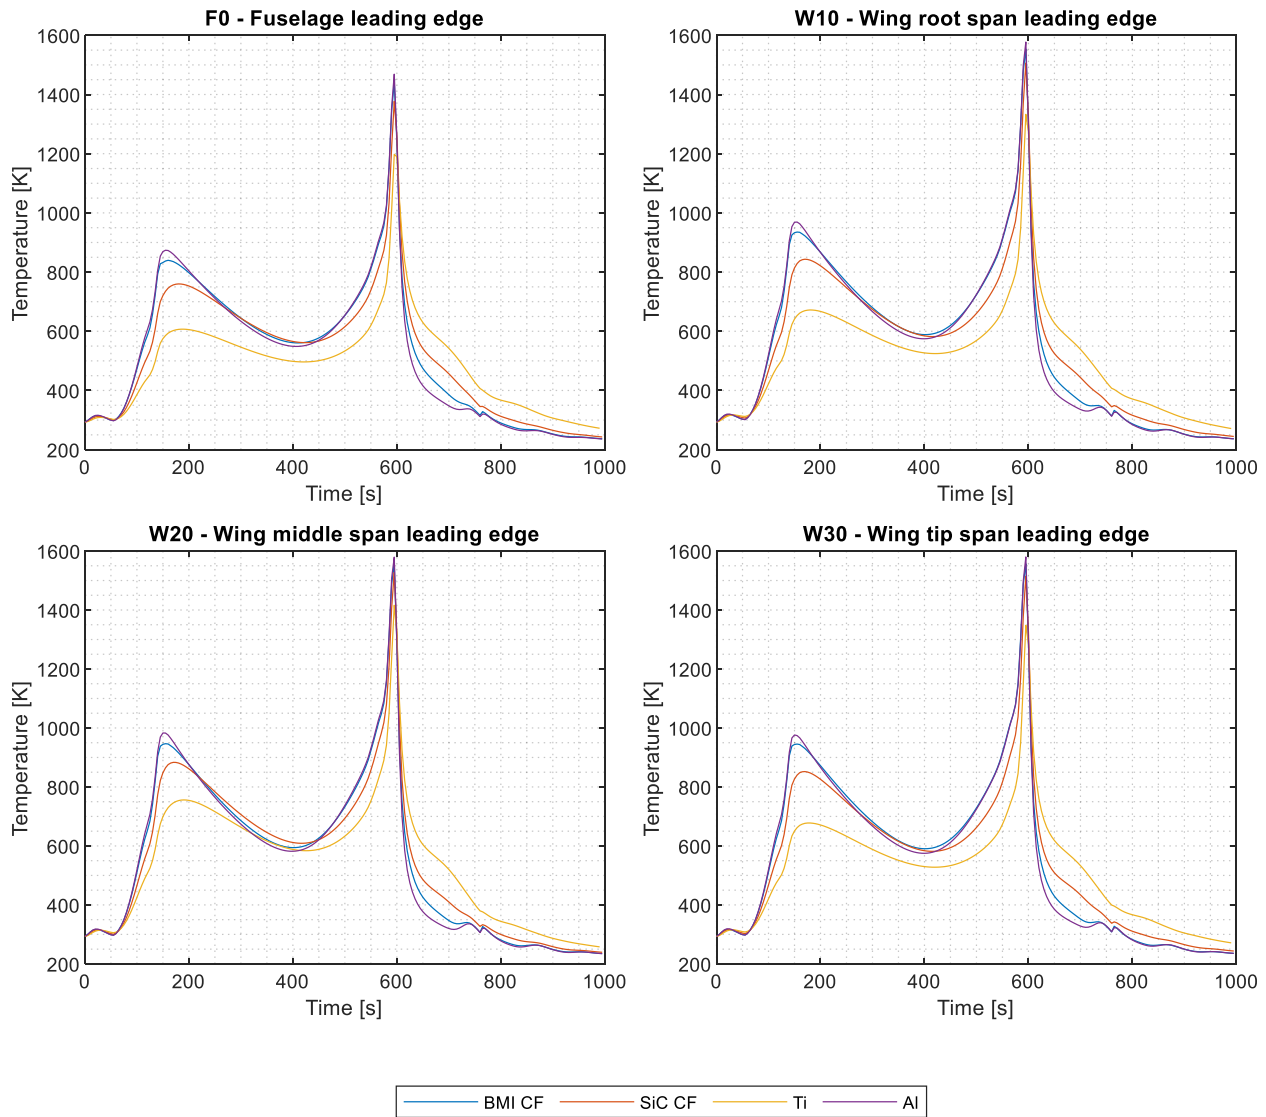 F0 - Fuselage leading edge
1600
1400
1200
1000
800
600
400
200
Temperature [K]
0 200 400 600 800 1000
Time [s]
W10 - Wing root span leading edge
1600
1400
1200
1000
800
600
400
200
Temperature [K]
0 200 400 600 800 1000
Time [s]
W20 - Wing middle span leading edge
1600
1400
1200
1000
800
600
400
200
Temperature [K]
0 200 400 600 800 1000
Time [s]
W30 - Wing tip span leading edge
1600
1400
1200
1000
800
600
400
200
Temperature [K]
0 200 400 600 800 1000
Time [s]
BMI CF SiC CF Ti Al